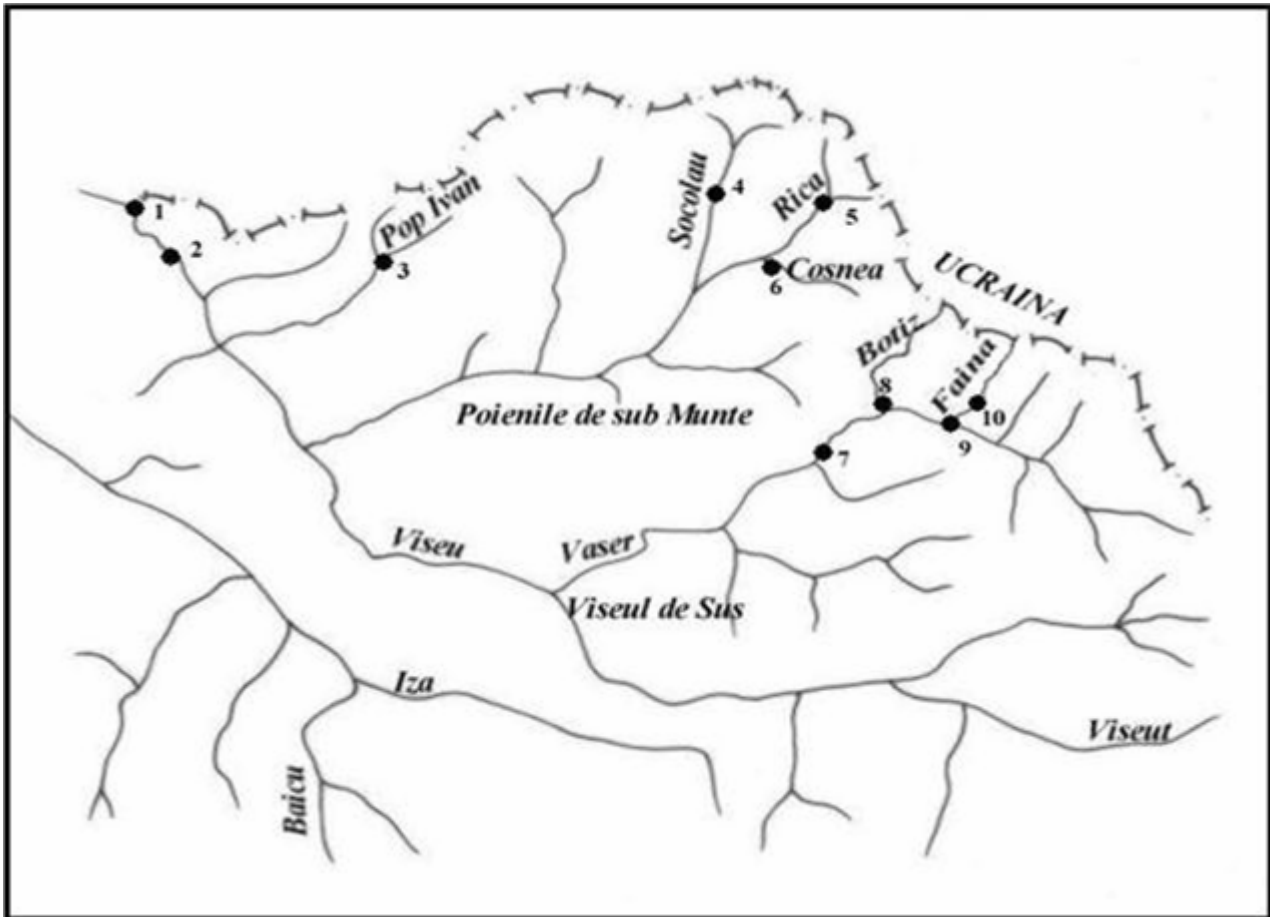 1
2
Pop Ivan
3
Socolau
4
Rica
5
6
Cosnea
UCRAINA
Botiz
Faina
8
10
9
7
Poienile de sub Munte
Viseu
Vaser
Viseul de Sus
Iza
Viseut
Baicu